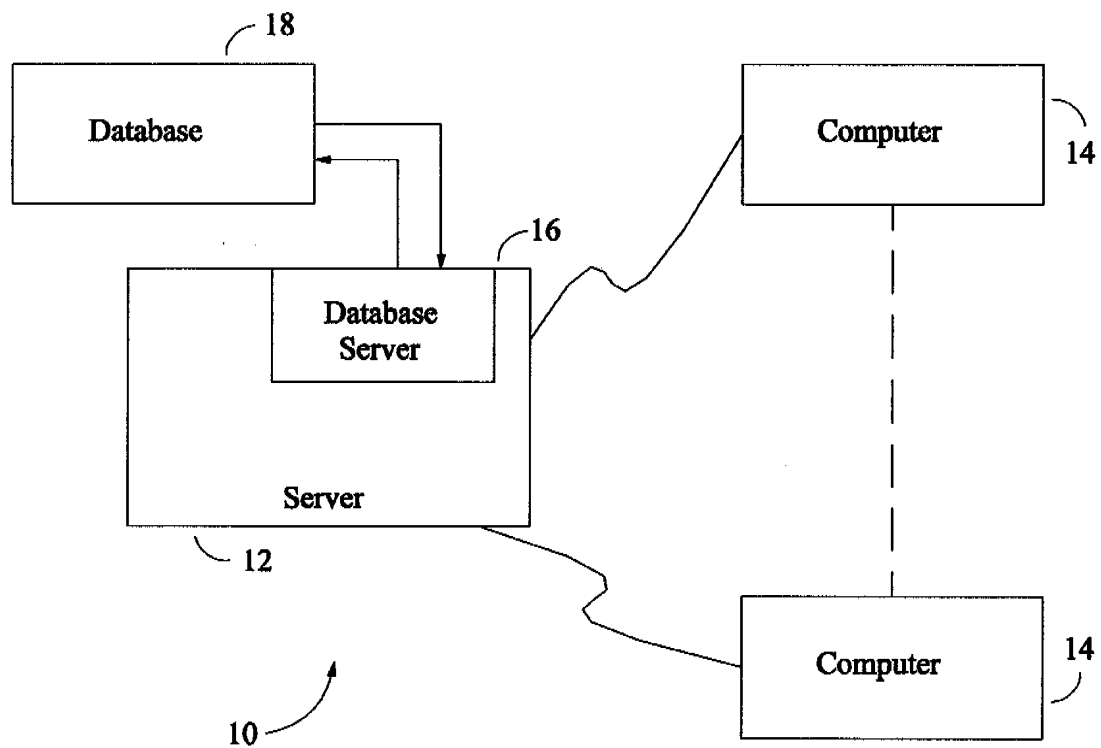 18
Database
Computer
14
16
Database
Server
Server
12
Computer
14
10